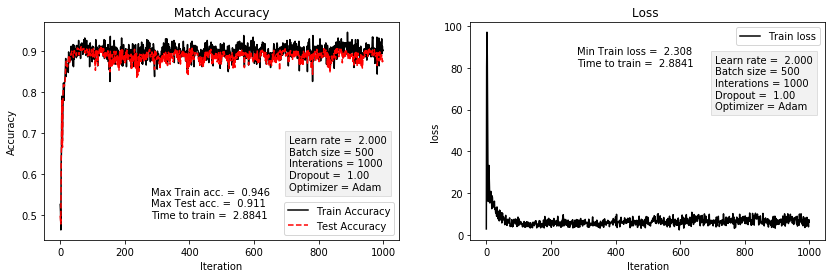 Match Accuracy
0.9
0.8
0.7
0.6
0.5
Accuracy
Learn rate =  2.000
Batch size = 500
Interations = 1000
Dropout =  1.00
Optimizer = Adam
Max Train acc. =  0.946
Max Test acc. =  0.911
Time to train =  2.8841
Train Accuracy
Test Accuracy
0 200 400 600 800 1000
Iteration
Loss
100
80
60
40
20
0
loss
Train loss
Min Train loss =  2.308
Time to train =  2.8841
Learn rate =  2.000
Batch size = 500
Interations = 1000
Dropout =  1.00
Optimizer = Adam
0 200 400 600 800 1000
Iteration